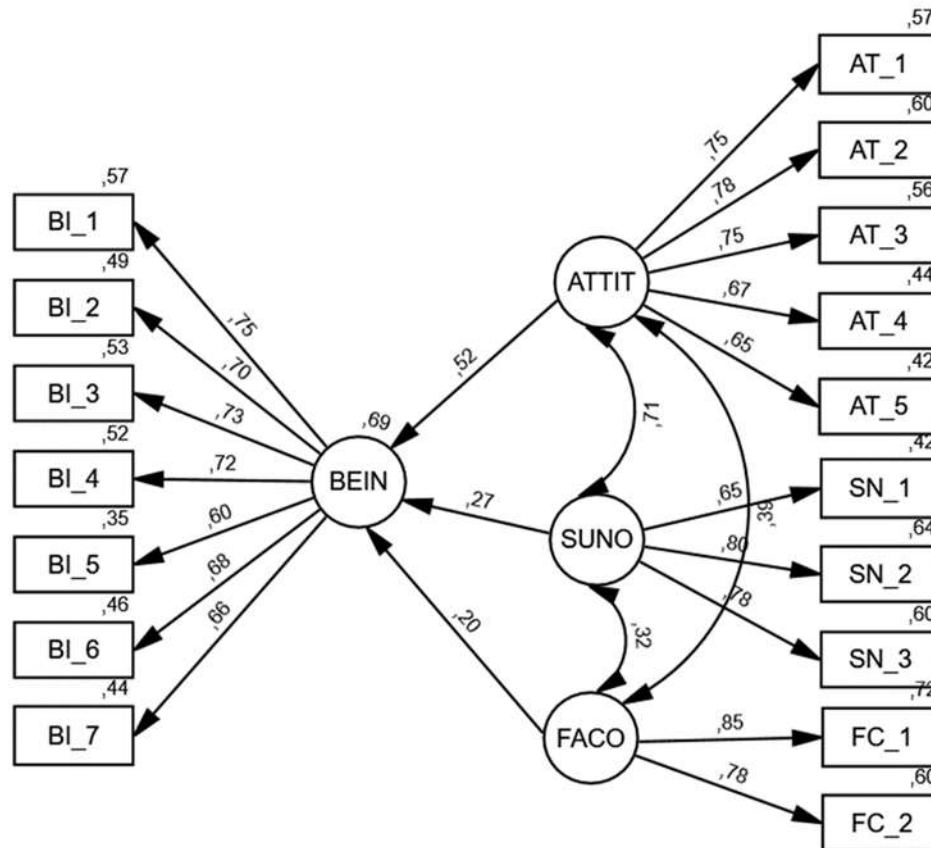 ,57
AT_1
,60
AT_2
,56
AT_3
,44
AT_4
,42
AT_5
,42
SN_1
,64
SN_2
,60
SN_3
,72
FC_1
,60
FC_2
,75
,78
,75
,67
,65
ATTIT
,52
,71
,39
,65
,80
,78
SUNO
,27
,32
,85
,78
FACO
,20
,69
BEIN
,57
BI_1
,49
BI_2
,53
BI_3
,52
BI_4
,35
BI_5
,46
BI_6
,44
BI_7
,75
,70
,73
,72
,60
,68
,66